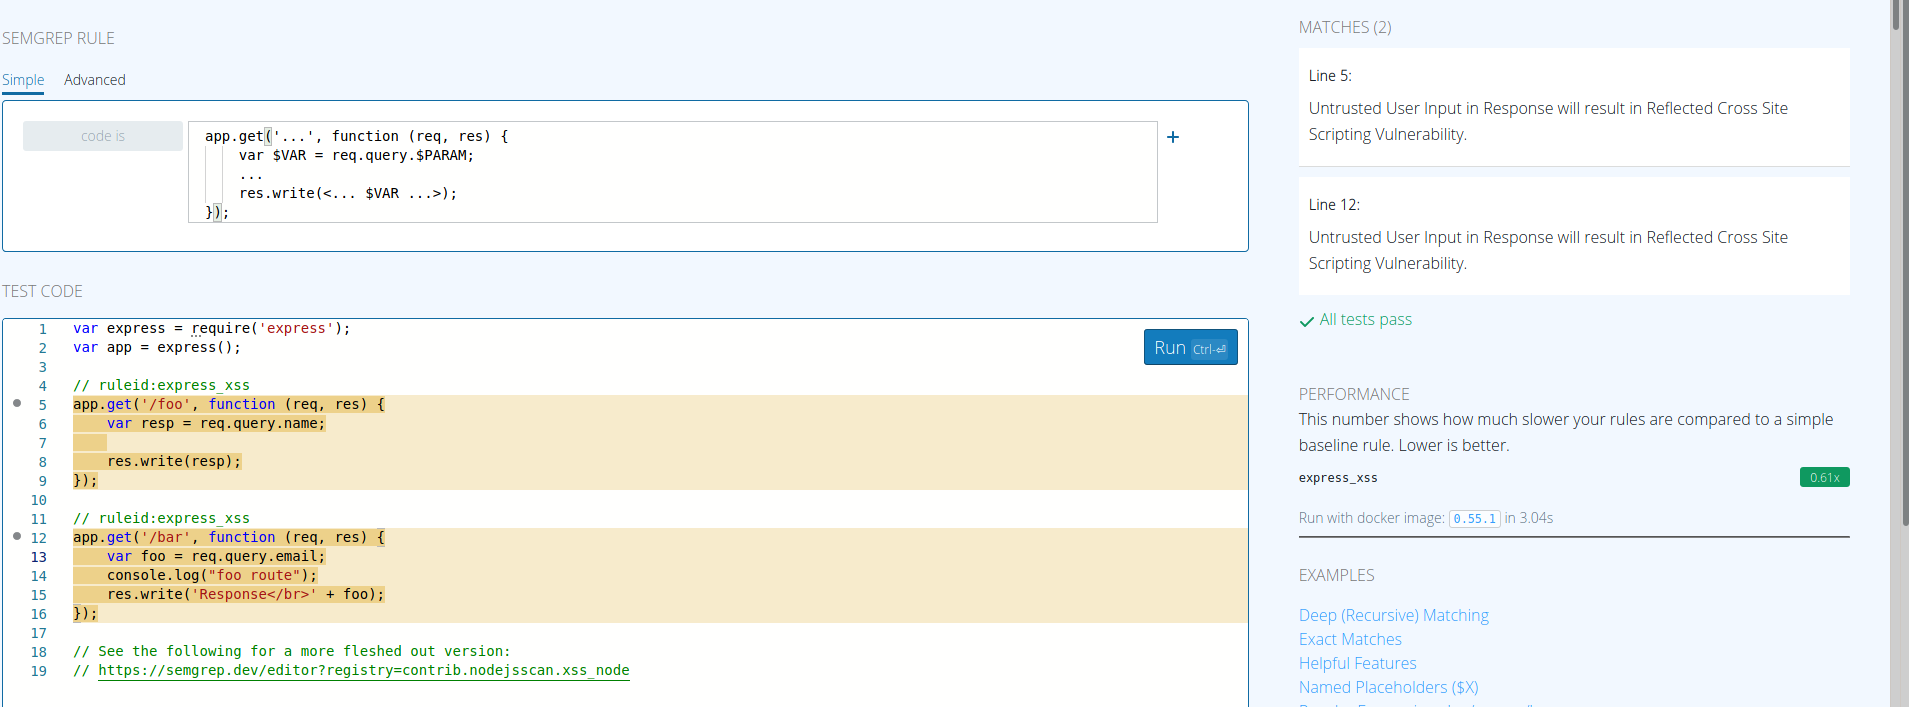 SEMGREP RULE
Simple Advanced
code is
app.get('...', function (req, res) {
    var $VAR = req.query.$PARAM;
    ...
    res.write(<... $VAR ...>);
});
+
TEST CODE
1 var express = require('express');
2 var app = express();
3
4 // ruleid:express_xss
5 app.get('/foo', function (req, res) {
6     var resp = req.query.name;
7
8     res.write(resp);
9 });
10
11 // ruleid:express_xss
12 app.get('/bar', function (req, res) {
13     var foo = req.query.email;
14     console.log("foo route");
15     res.write('Response</br>' + foo);
16 });
17
18 // See the following for a more fleshed out version:
19 // https://semgrep.dev/editor?registry=contrib.nodejsscan.xss_node
Run Ctrl-⏎
MATCHES (2)
Line 5:
Untrusted User Input in Response will result in Reflected Cross Site
Scripting Vulnerability.
Line 12:
Untrusted User Input in Response will result in Reflected Cross Site
Scripting Vulnerability.
All tests pass
PERFORMANCE
This number shows how much slower your rules are compared to a simple
baseline rule. Lower is better.
express_xss 0.61x
Run with docker image: 0.55.1 in 3.04s
EXAMPLES
Deep (Recursive) Matching
Exact Matches
Helpful Features
Named Placeholders ($X)